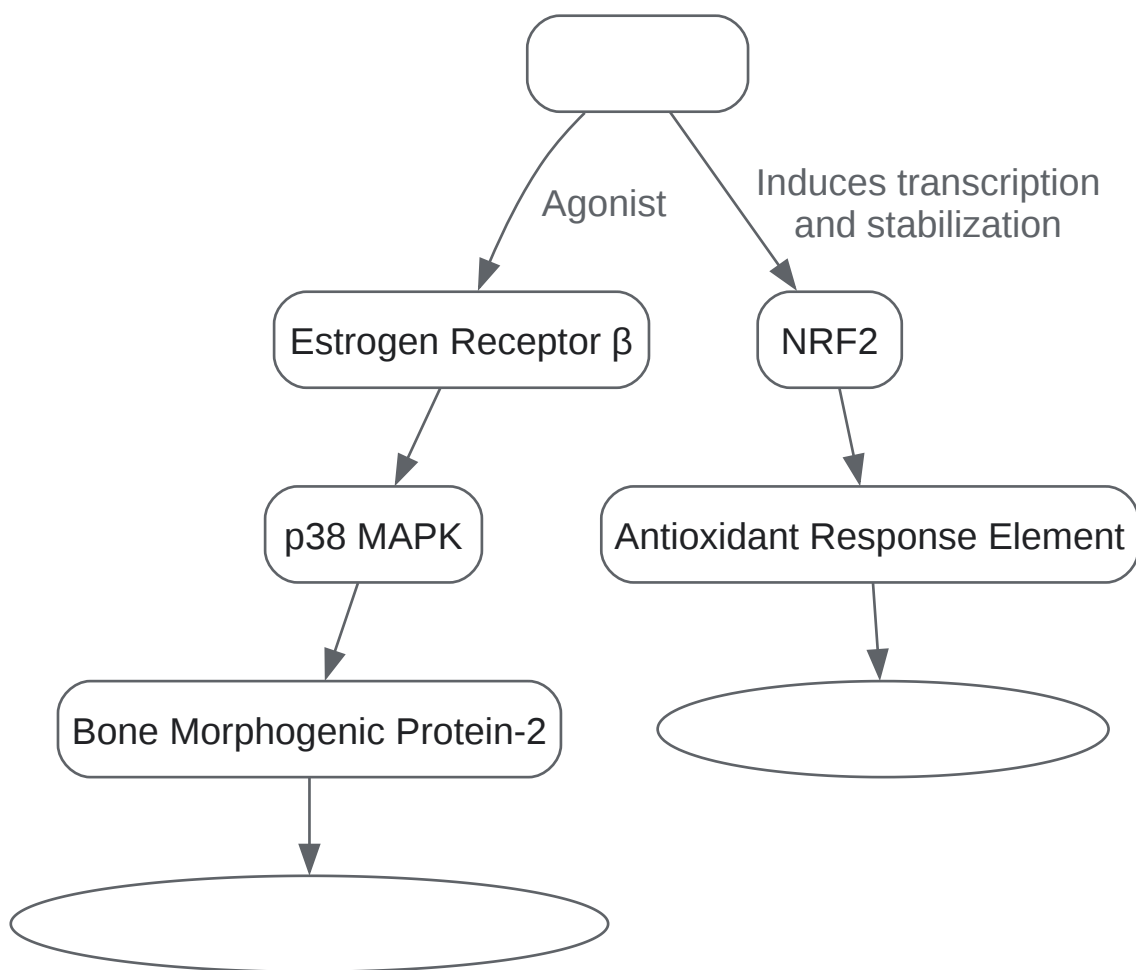 Agonist
Induces transcription
and stabilization
Estrogen Receptor β
NRF2
p38 MAPK
Antioxidant Response Element
Bone Morphogenic Protein-2